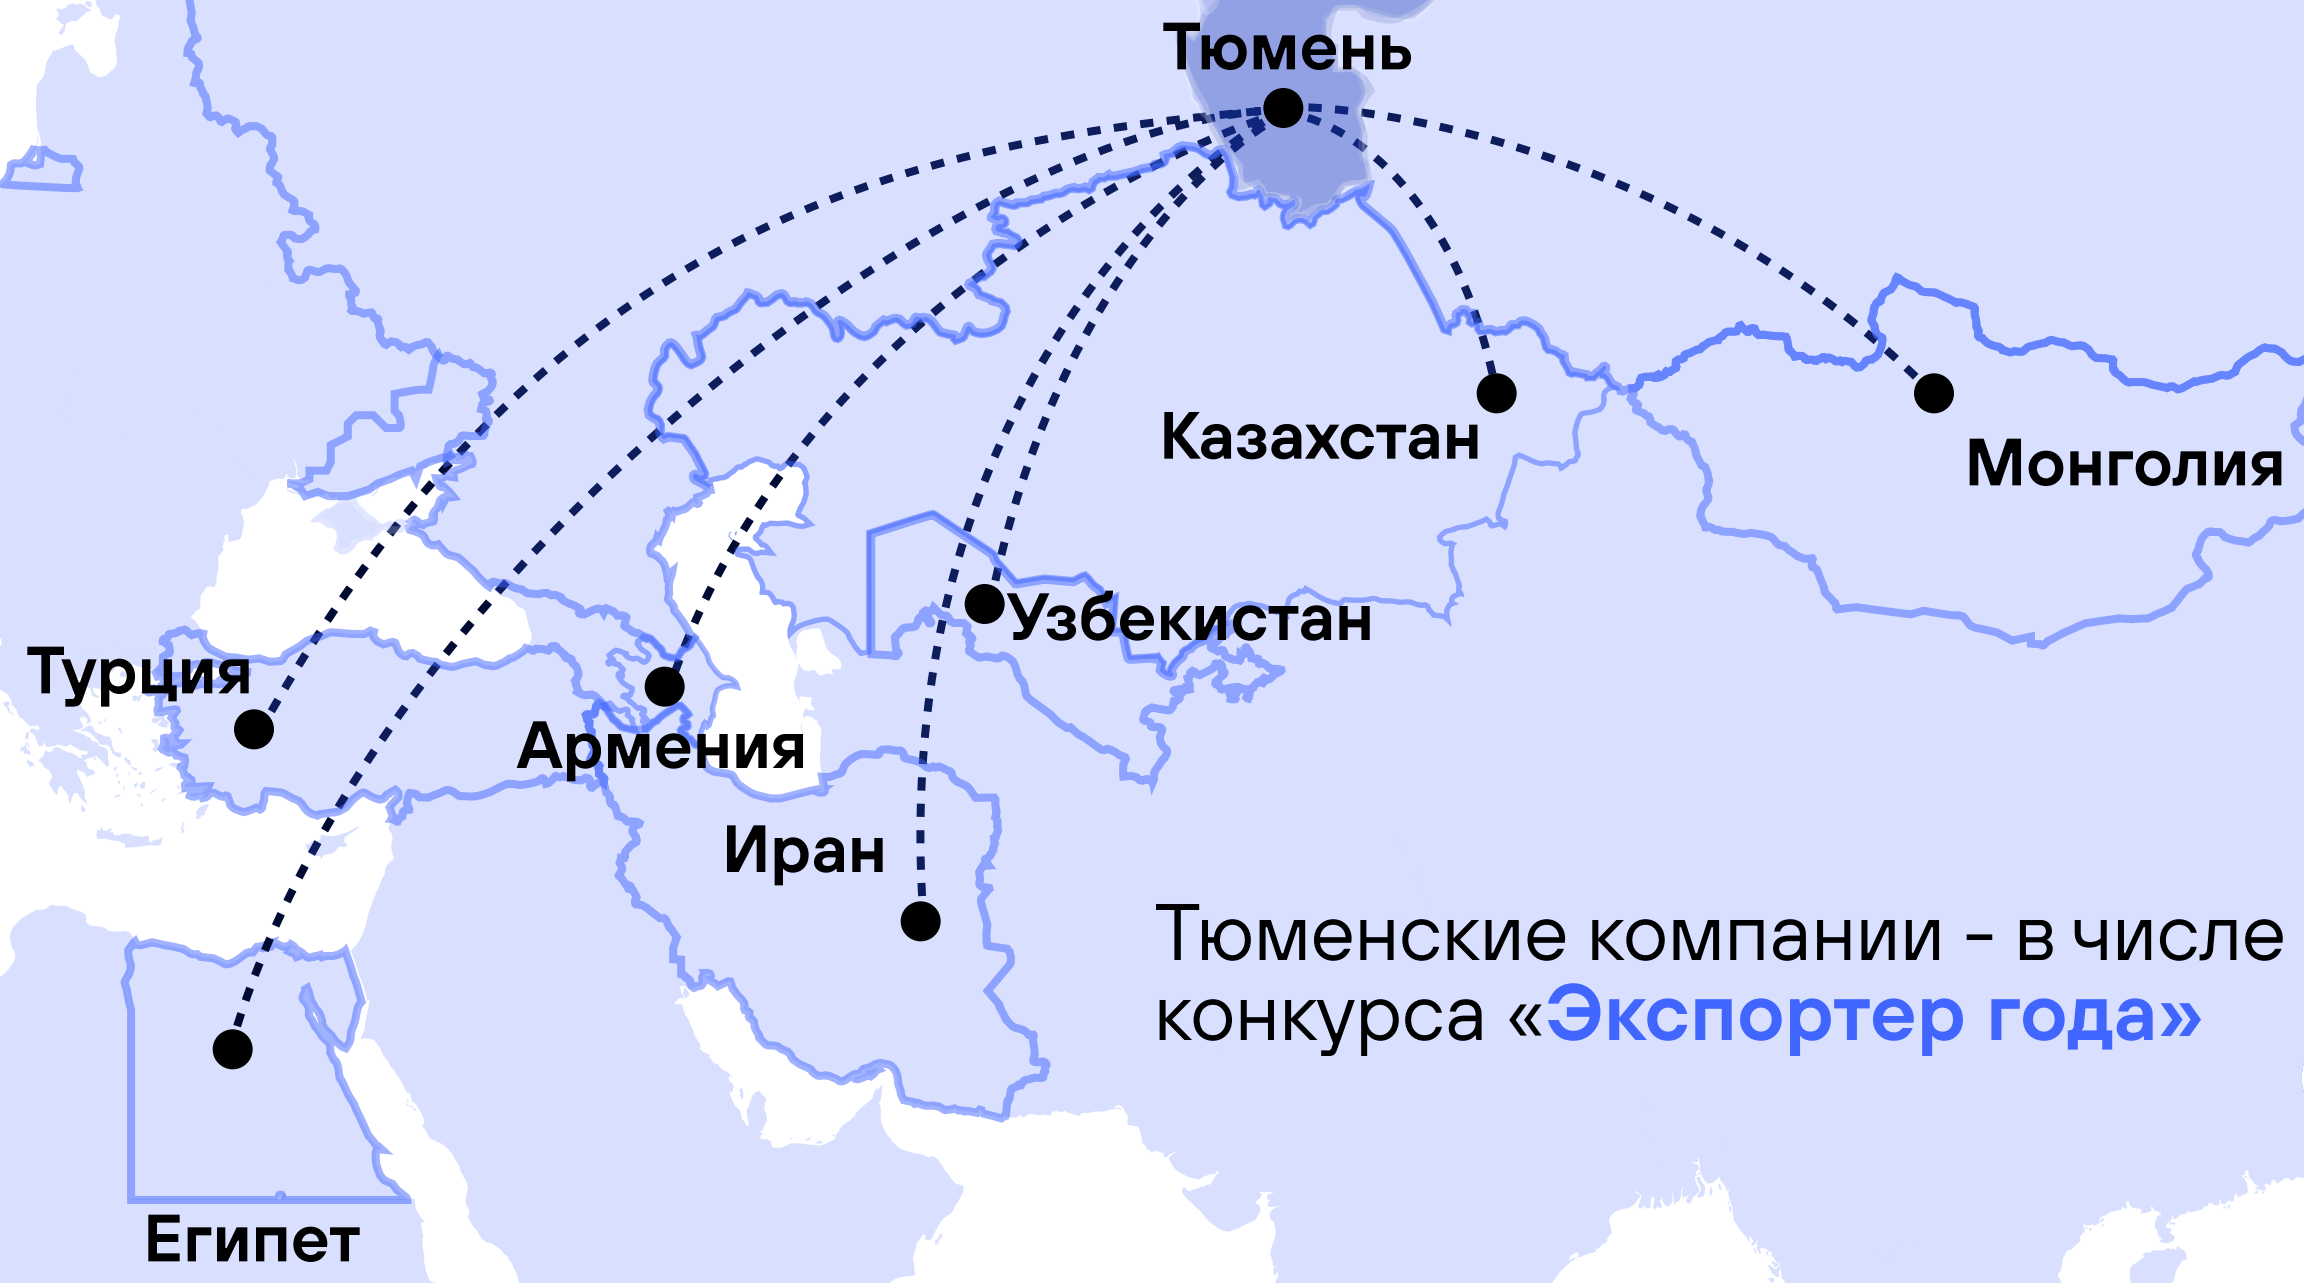 Тюмень
Казахстан
Монголия
Узбекистан
Турция
Армения
Иран
Тюменские компании - в числе
конкурса «Экспортер года»
Египет